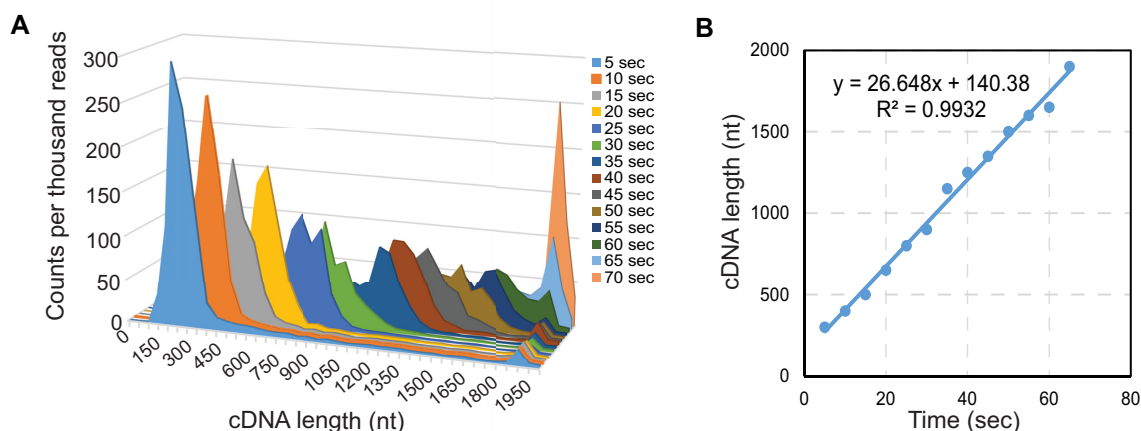 A
Counts per thousand reads
300
250
200
150
100
50
0
0
150
300
450
600
750
900
1050
1200
1350
1500
1650
1800
1950
cDNA length (nt)
5 sec
10 sec
15 sec
20 sec
25 sec
30 sec
35 sec
40 sec
45 sec
50 sec
55 sec
60 sec
65 sec
70 sec
B
cDNA length (nt)
2000
1500
1000
500
0
y = 26.648x + 140.38
R² = 0.9932
0
20
40
60
80
Time (sec)